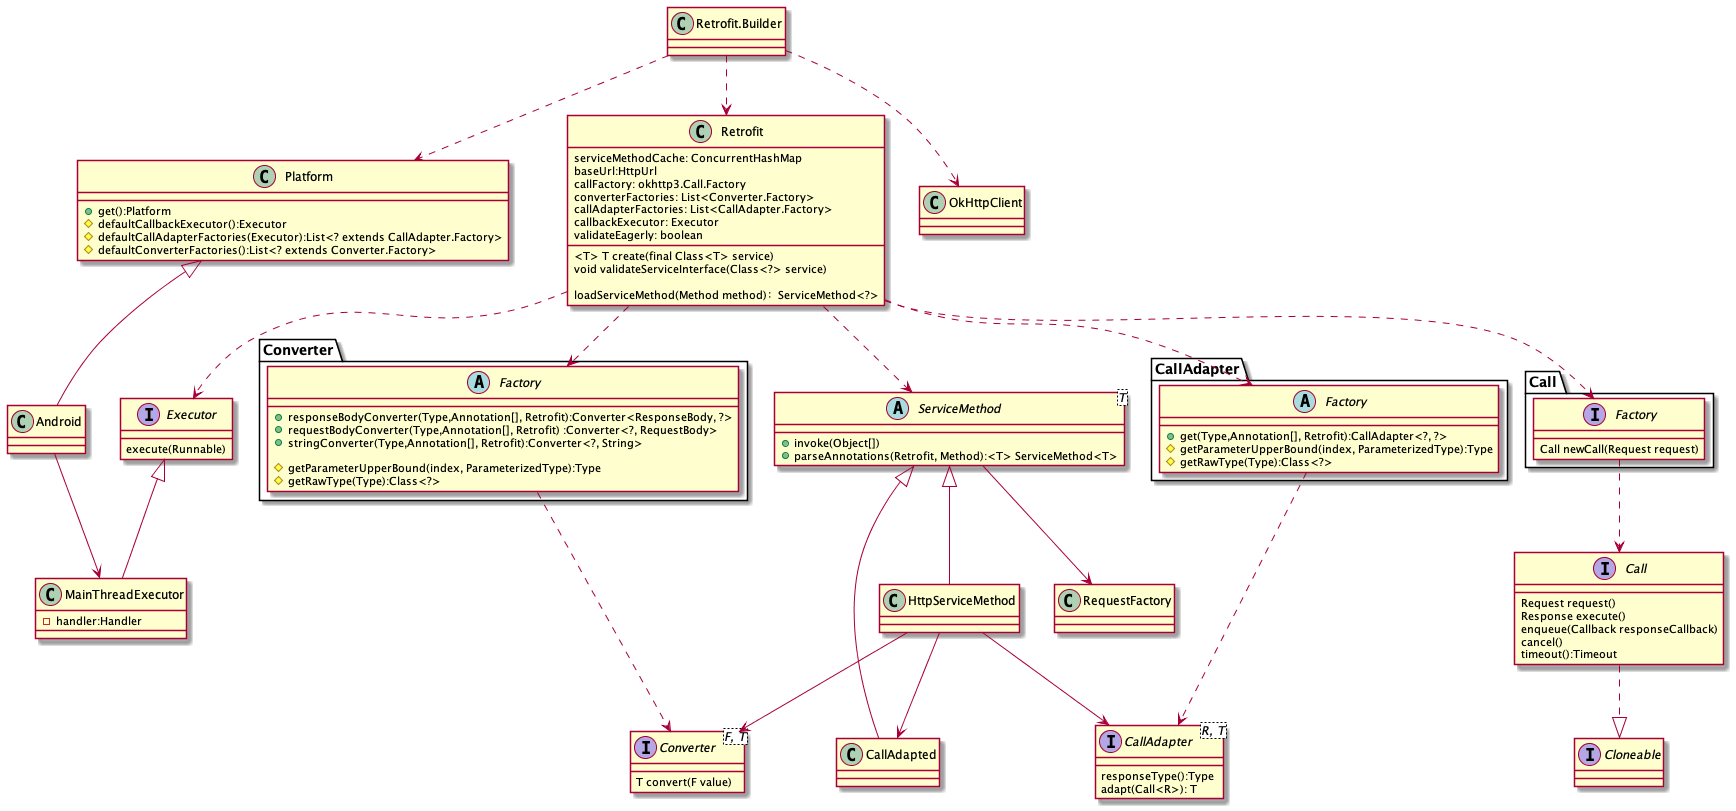 C Retrofit.Builder
C Platform
get():Platform
defaultCallbackExecutor():Executor
defaultCallAdapterFactories(Executor):List<? extends CallAdapter.Factory>
defaultConverterFactories():List<? extends Converter.Factory>
C Retrofit
serviceMethodCache: ConcurrentHashMap
baseUrl:HttpUrl
callFactory: okhttp3.Call.Factory
converterFactories: List<Converter.Factory>
callAdapterFactories: List<CallAdapter.Factory>
callbackExecutor: Executor
validateEagerly: boolean
<T> T create(final Class<T> service)
void validateServiceInterface(Class<?> service)
loadServiceMethod(Method method)：ServiceMethod<?>
C OkHttpClient
C Android
I Executor
execute(Runnable)
Converter
A Factory
responseBodyConverter(Type,Annotation[], Retrofit):Converter<ResponseBody, ?>
requestBodyConverter(Type,Annotation[], Retrofit) :Converter<?, RequestBody>
stringConverter(Type,Annotation[], Retrofit):Converter<?, String>
getParameterUpperBound(index, ParameterizedType):Type
getRawType(Type):Class<?>
A ServiceMethod T
invoke(Object[])
parseAnnotations(Retrofit, Method):<T> ServiceMethod<T>
CallAdapter
A Factory
get(Type,Annotation[], Retrofit):CallAdapter<?, ?>
getParameterUpperBound(index, ParameterizedType):Type
getRawType(Type):Class<?>
Call
I Factory
Call newCall(Request request)
C MainThreadExecutor
handler:Handler
C HttpServiceMethod
C RequestFactory
I Call
Request request()
Response execute()
enqueue(Callback responseCallback)
cancel()
timeout():Timeout
I Converter F, T
T convert(F value)
C CallAdapted
I CallAdapter R, T
responseType():Type
adapt(Call<R>): T
I Cloneable